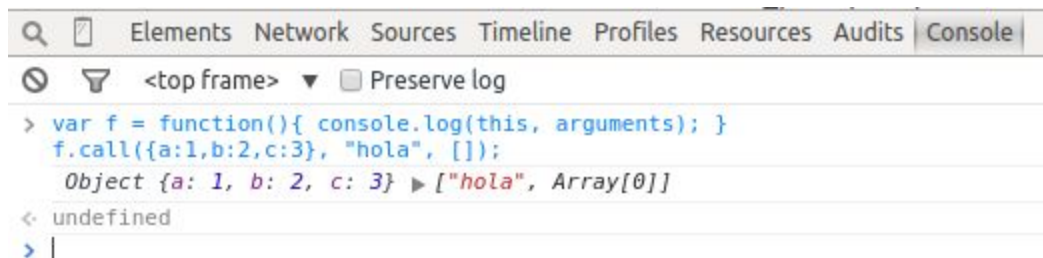 Elements Network Sources Timeline Profiles Resources Audits Console
<top frame> ▼ Preserve log
> var f = function(){ console.log(this, arguments); }
f.call({a:1,b:2,c:3}, "hola", []);
Object {a: 1, b: 2, c: 3} ▶ ["hola", Array[0]]
<· undefined
>